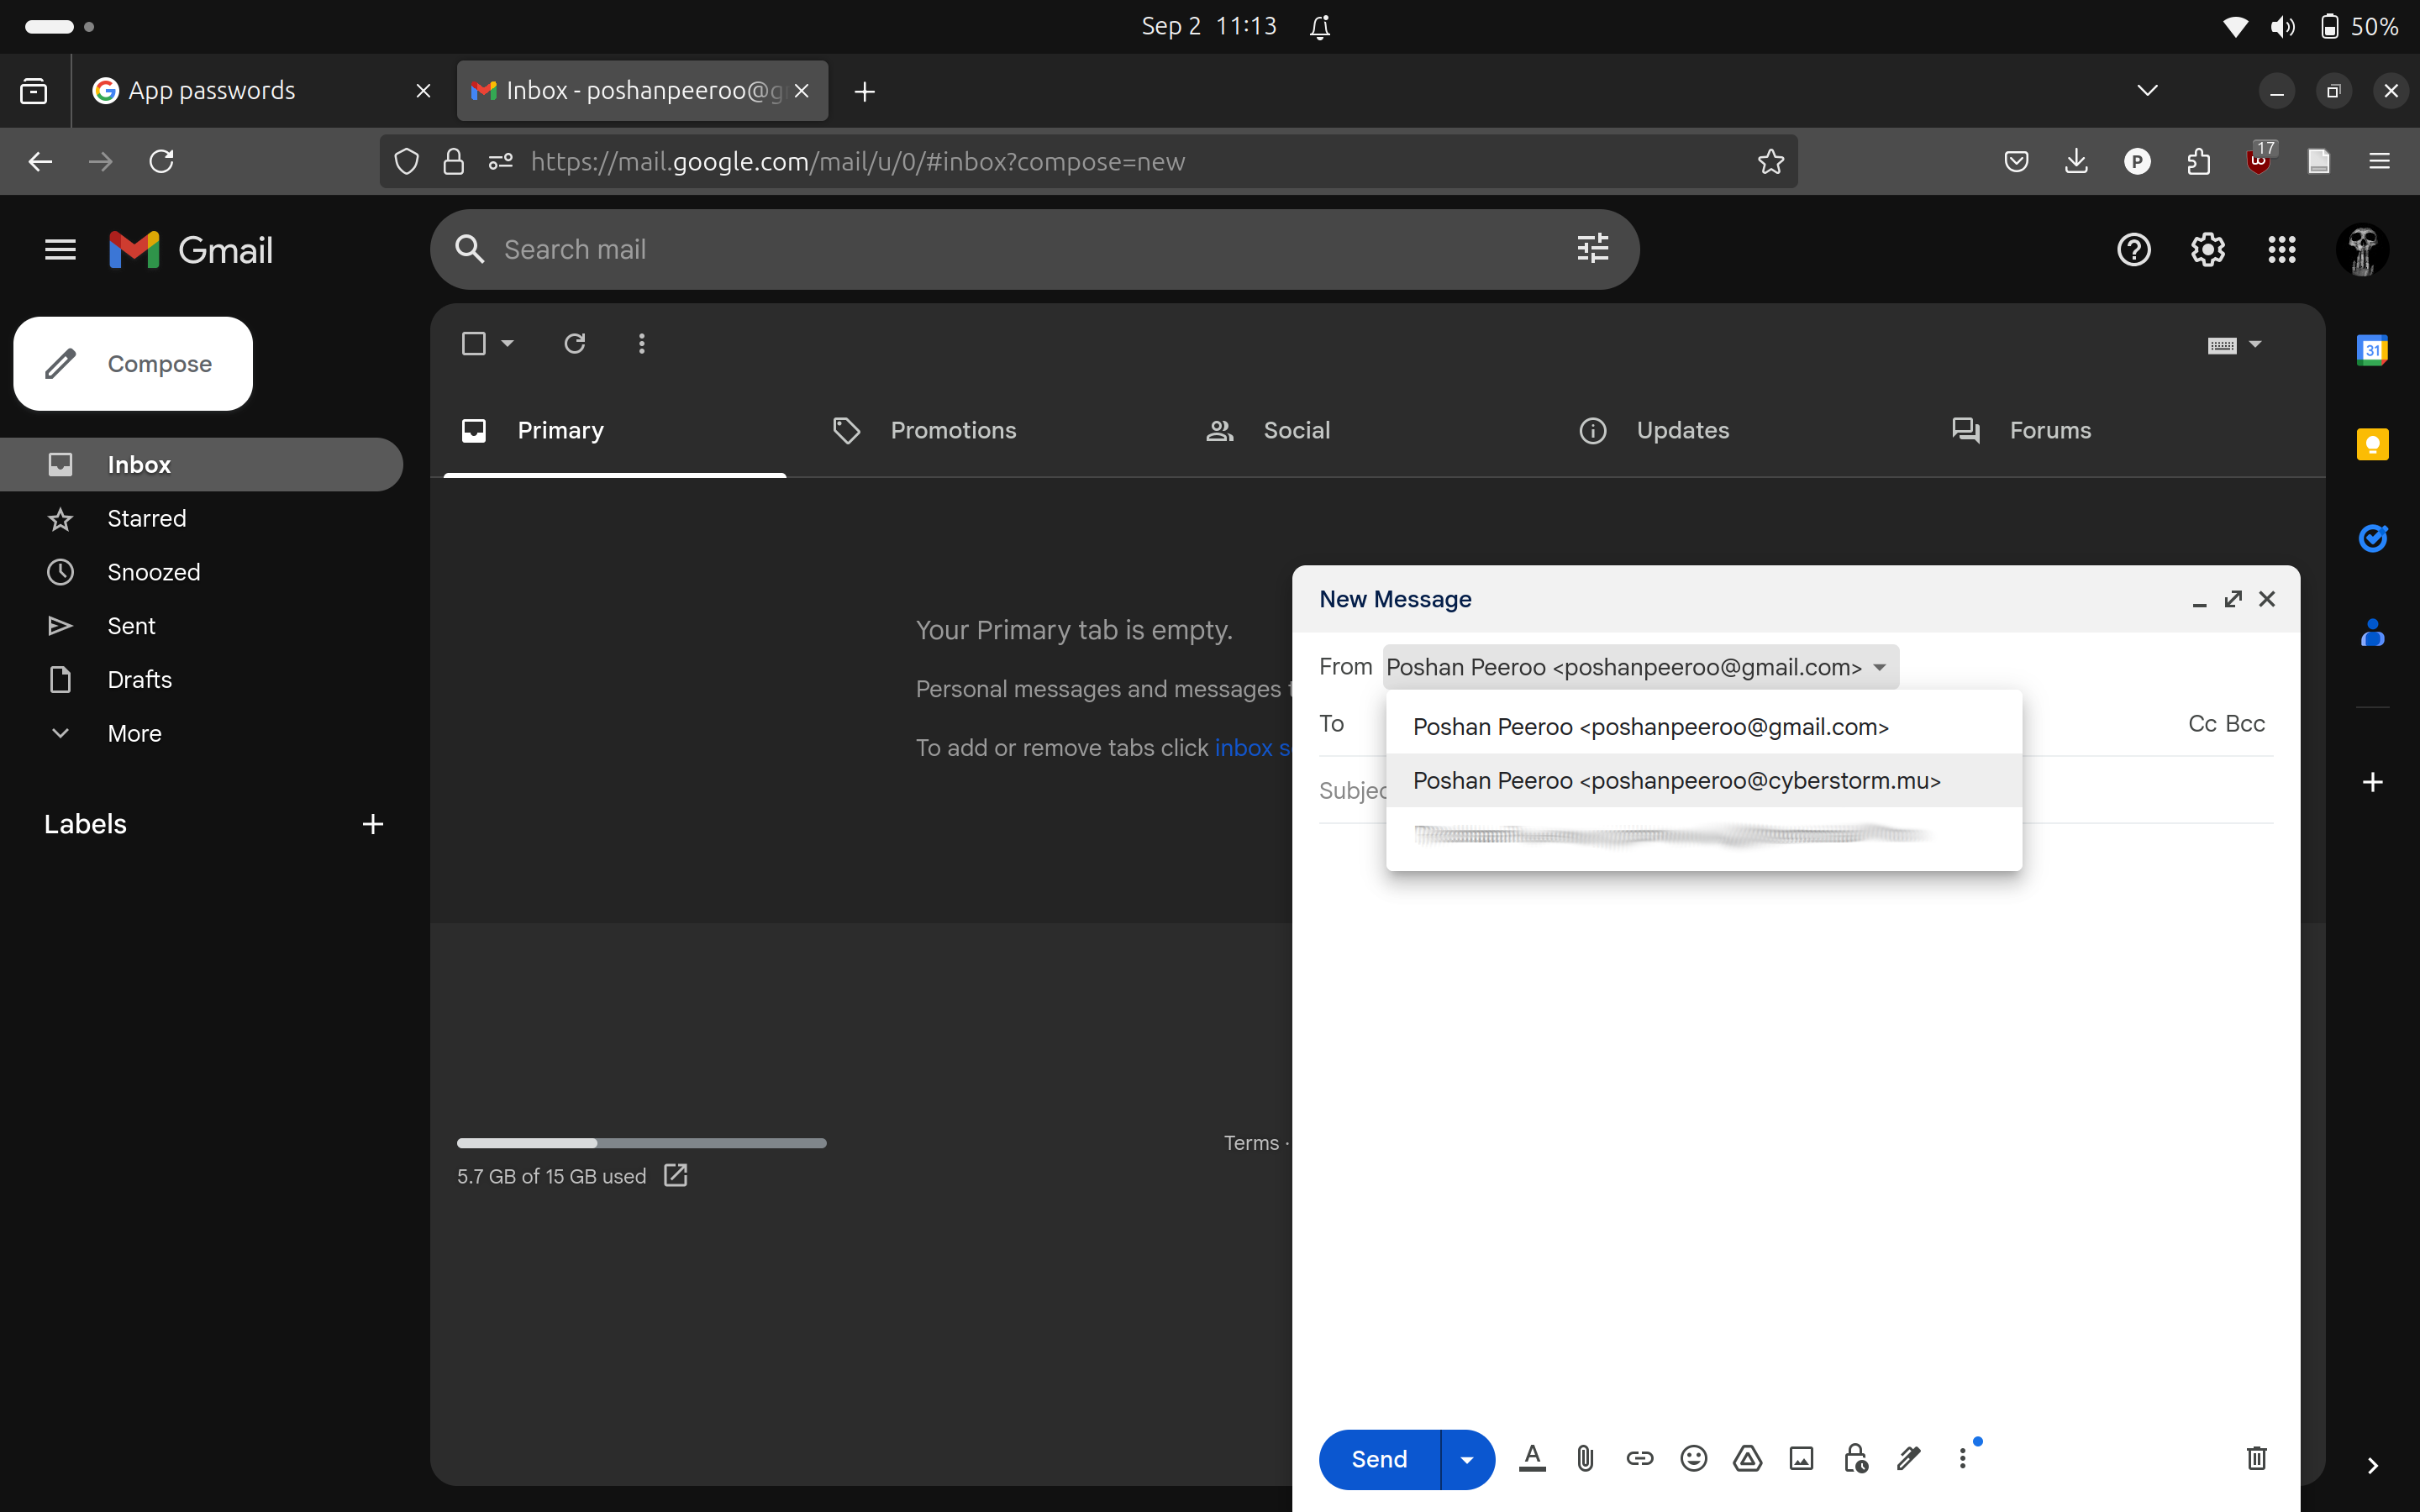 Sep 2 11:13
50%
App passwords
Inbox - poshanpeeroo@g
https://mail.google.com/mail/u/0/#inbox?compose=new
P
17
Gmail
Search mail
Compose
Primary
Promotions
Social
Updates
Forums
31
Inbox
Starred
Snoozed
Sent
Drafts
More
Labels
Your Primary tab is empty.
Personal messages and messages
To add or remove tabs click inbox
5.7 GB of 15 GB used
Terms ·
New Message
From Poshan Peeroo <poshanpeeroo@gmail.com>
Poshan Peeroo <poshanpeeroo@gmail.com>
Poshan Peeroo <poshanpeeroo@cyberstorm.mu>
To
Cc Bcc
Subjec
Send